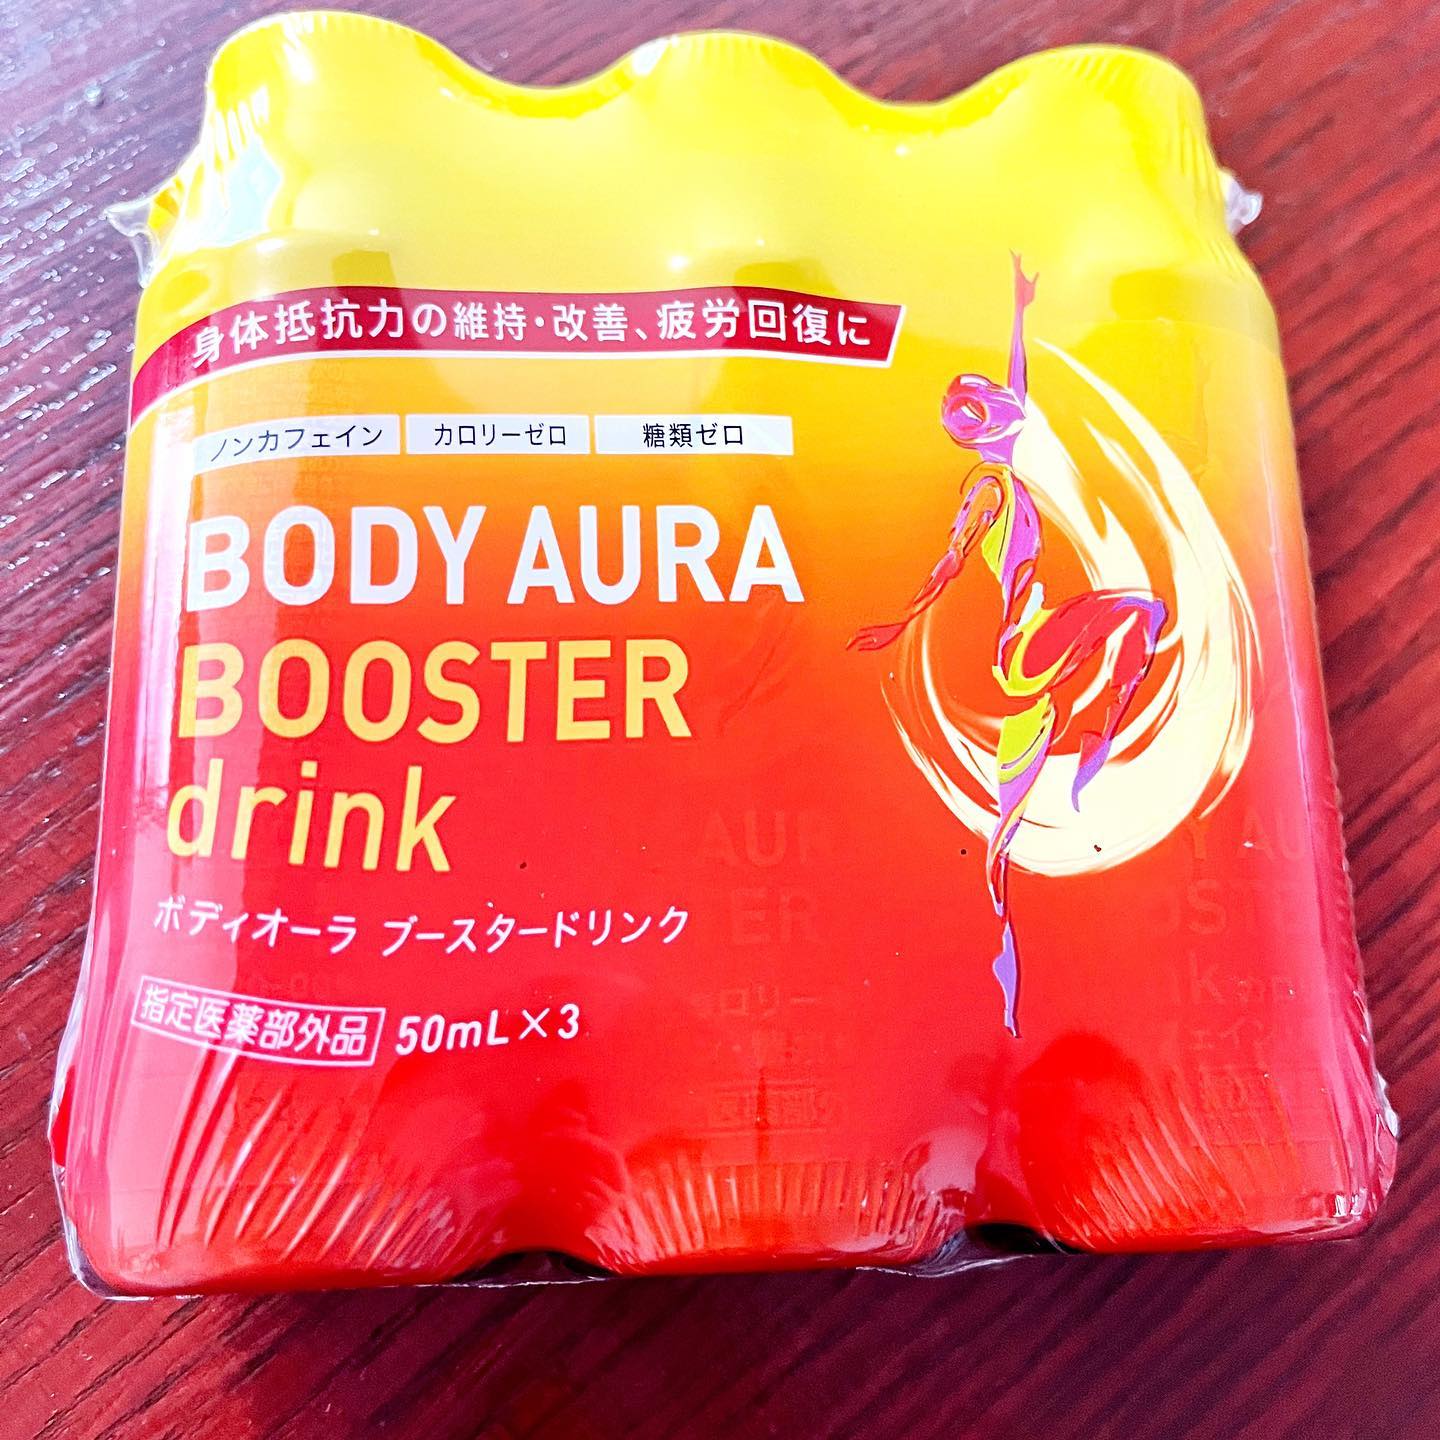 身体抵抗力の維持・改善、疲労回復に
ノンカフェイン カロリーゼロ 糖類ゼロ
BODY AURA
BOOSTER
drink
ボディオーラ ブースタードリンク
指定医薬部外品 50mL×3